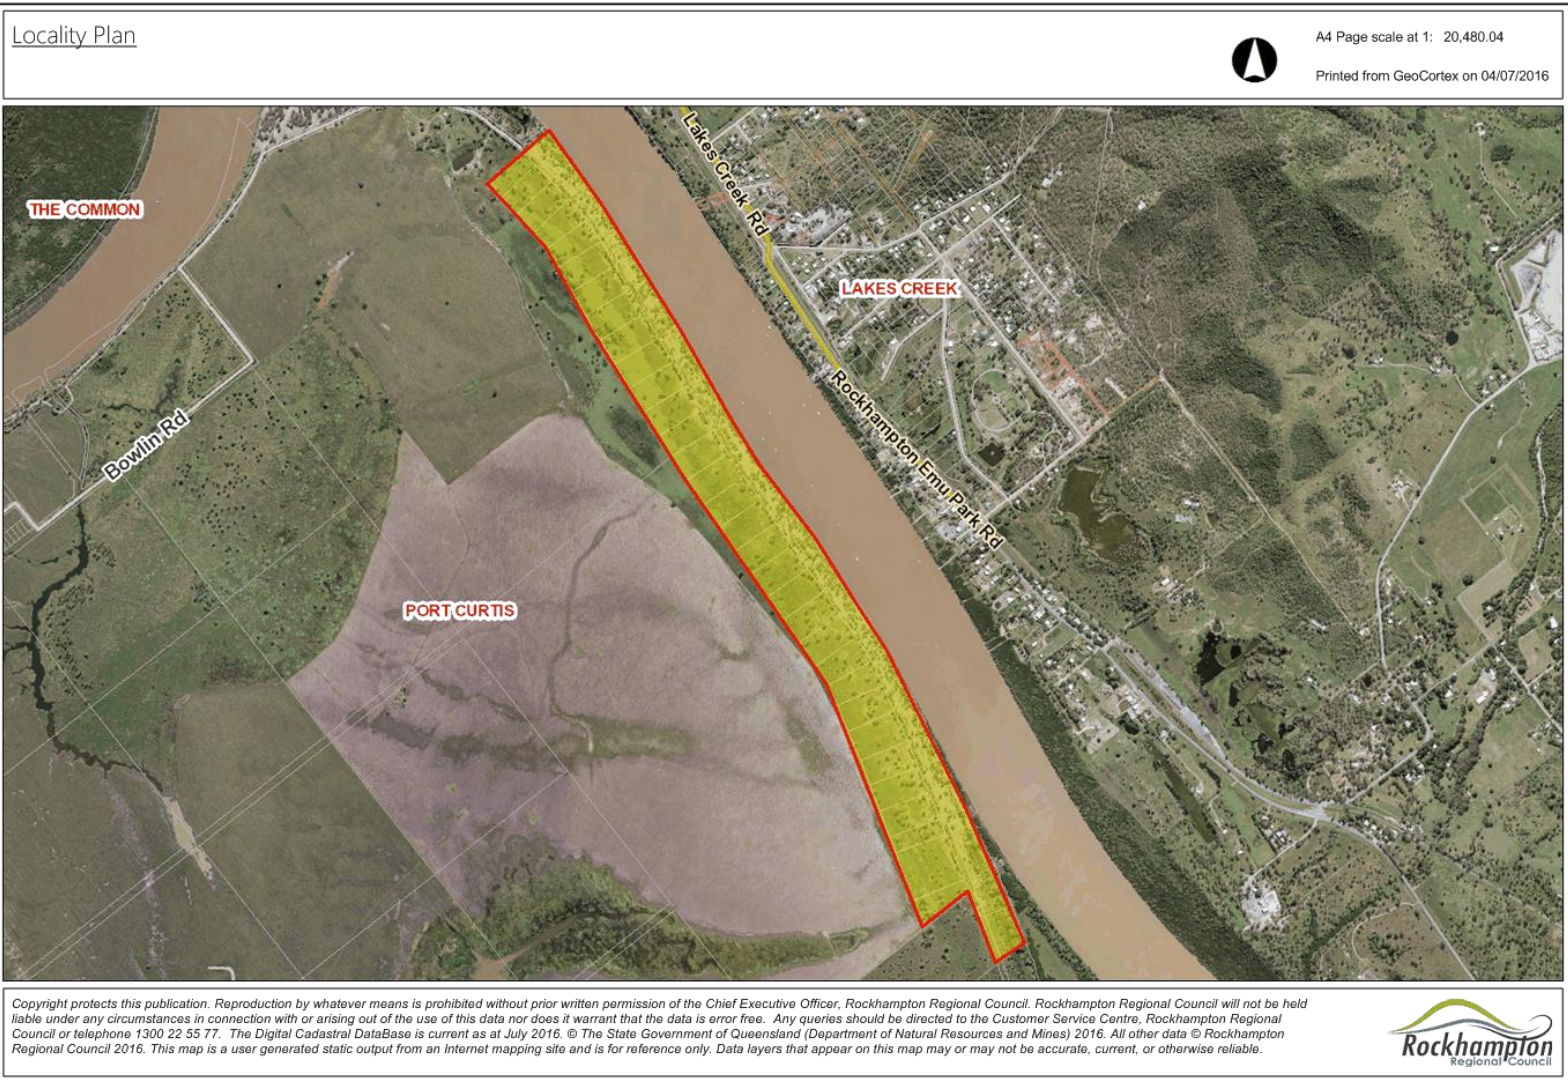 Locality Plan
A4 Page scale at 1: 20,480.04
Printed from GeoCortex on 04/07/2016
Lakes Creek Rd
THE COMMON
LAKES CREEK
Rockhampton Emu Park Rd
Bowlin Rd
PORT CURTIS
Copyright protects this publication. Reproduction by whatever means is prohibited without prior written permission of the Chief Executive Officer, Rockhampton Regional Council. Rockhampton Regional Council will not be held
liable under any circumstances in connection with or arising out of the use of this data nor does it warrant that the data is error free. Any queries should be directed to the Customer Service Centre, Rockhampton Regional
Council or telephone 1300 22 55 77. The Digital Cadastral DataBase is current as at July 2016. © The State Government of Queensland (Department of Natural Resources and Mines) 2016. All other data © Rockhampton
Regional Council 2016. This map is a user generated static output from an Internet mapping site and is for reference only. Data layers that appear on this map may or may not be accurate, current, or otherwise reliable.
Rockhampton
Regional Council